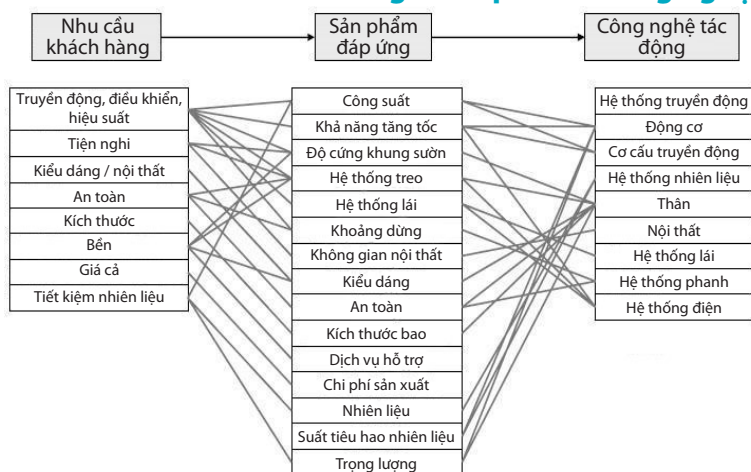 Nhu cầu
khách hàng
Sản phẩm
đáp ứng
Công nghệ tác
động
Truyền động, điều khiển,
hiệu suất
Tiện nghi
Kiểu dáng / nội thất
An toàn
Kích thước
Bền
Giá cả
Tiết kiệm nhiên liệu
Công suất
Khả năng tăng tốc
Độ cứng khung sườn
Hệ thống treo
Hệ thống lái
Khoảng dừng
Không gian nội thất
Kiểu dáng
An toàn
Kích thước bao
Dịch vụ hỗ trợ
Chi phí sản xuất
Nhiên liệu
Suất tiêu hao nhiên liệu
Trọng lượng
Hệ thống truyền động
Động cơ
Cơ cấu truyền động
Hệ thống nhiên liệu
Thân
Nội thất
Hệ thống lái
Hệ thống phanh
Hệ thống điện